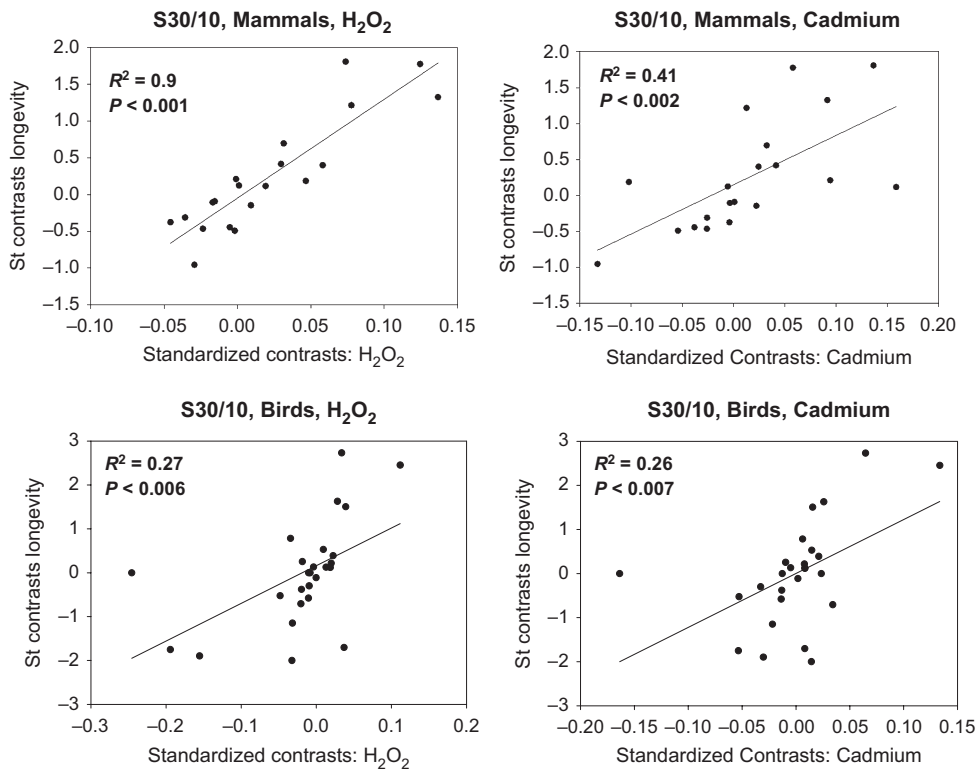 S30/10, Mammals, H₂O₂
R² = 0.9
P < 0.001
St contrasts longevity
2.0
1.5
1.0
0.5
0.0
–0.5
–1.0
–1.5
–0.10 –0.05 0.00 0.05 0.10 0.15
Standardized contrasts: H₂O₂
S30/10, Mammals, Cadmium
R² = 0.41
P < 0.002
St contrasts longevity
2.0
1.5
1.0
0.5
0.0
–0.5
–1.0
–1.5
–0.15 –0.10 –0.05 0.00 0.05 0.10 0.15 0.20
Standardized Contrasts: Cadmium
S30/10, Birds, H₂O₂
R² = 0.27
P < 0.006
St contrasts longevity
3
2
1
0
–1
–2
–3
–0.3 –0.2 –0.1 0.0 0.1 0.2
Standardized contrasts: H₂O₂
S30/10, Birds, Cadmium
R² = 0.26
P < 0.007
St contrasts longevity
3
2
1
0
–1
–2
–3
–0.20 –0.15 –0.10 –0.05 0.00 0.05 0.10 0.15
Standardized Contrasts: Cadmium